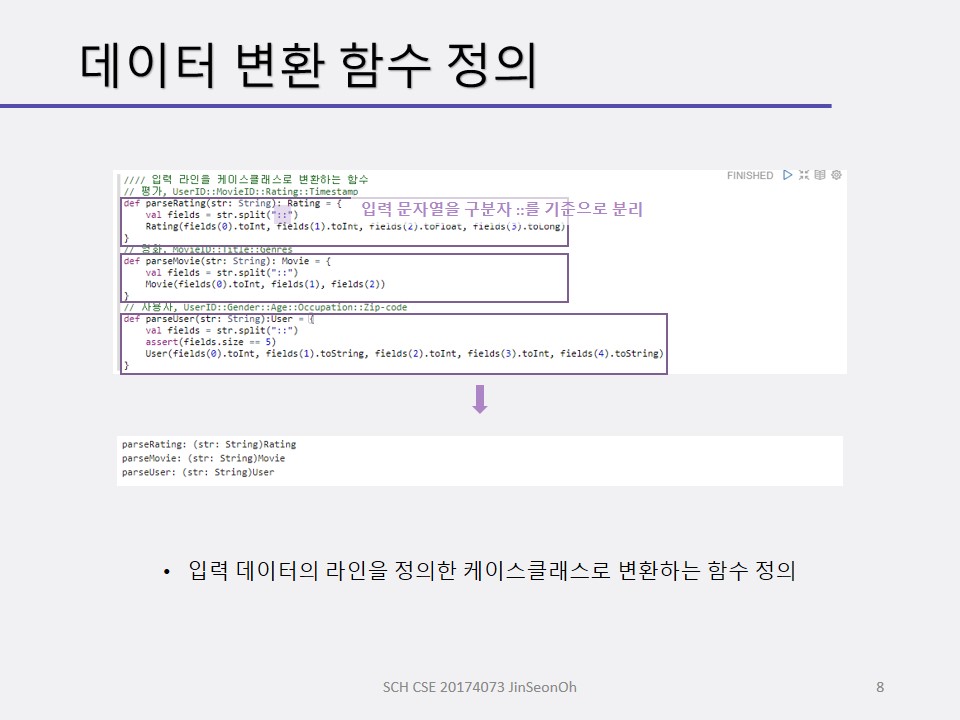 데이터 변환 함수 정의
//// 입력 라인을 케이스클래스로 변환하는 함수
FINISHED
// 평가, UserID::MovieID::Rating::Timestamp
def parseRating(str: String): Rating = {
입력 문자열을 구분자 ::를 기준으로 분리
val fields = str.split("::")
Rating(fields(0).toInt, fields(1).toInt, fields(2).toFloat, fields(3).toLong)
}
// 영화, MovieID::Title::Genres
def parseMovie(str: String): Movie = {
val fields = str.split("::")
Movie(fields(0).toInt, fields(1), fields(2))
}
// 사용자, UserID::Gender::Age::Occupation::Zip-code
def parseUser(str: String):User = {
val fields = str.split("::")
assert(fields.size == 5)
User(fields(0).toInt, fields(1).toString, fields(2).toInt, fields(3).toInt, fields(4).toString)
}
parseRating: (str: String)Rating
parseMovie: (str: String)Movie
parseUser: (str: String)User
• 입력 데이터의 라인을 정의한 케이스클래스로 변환하는 함수 정의
SCH CSE 20174073 JinSeonOh
8